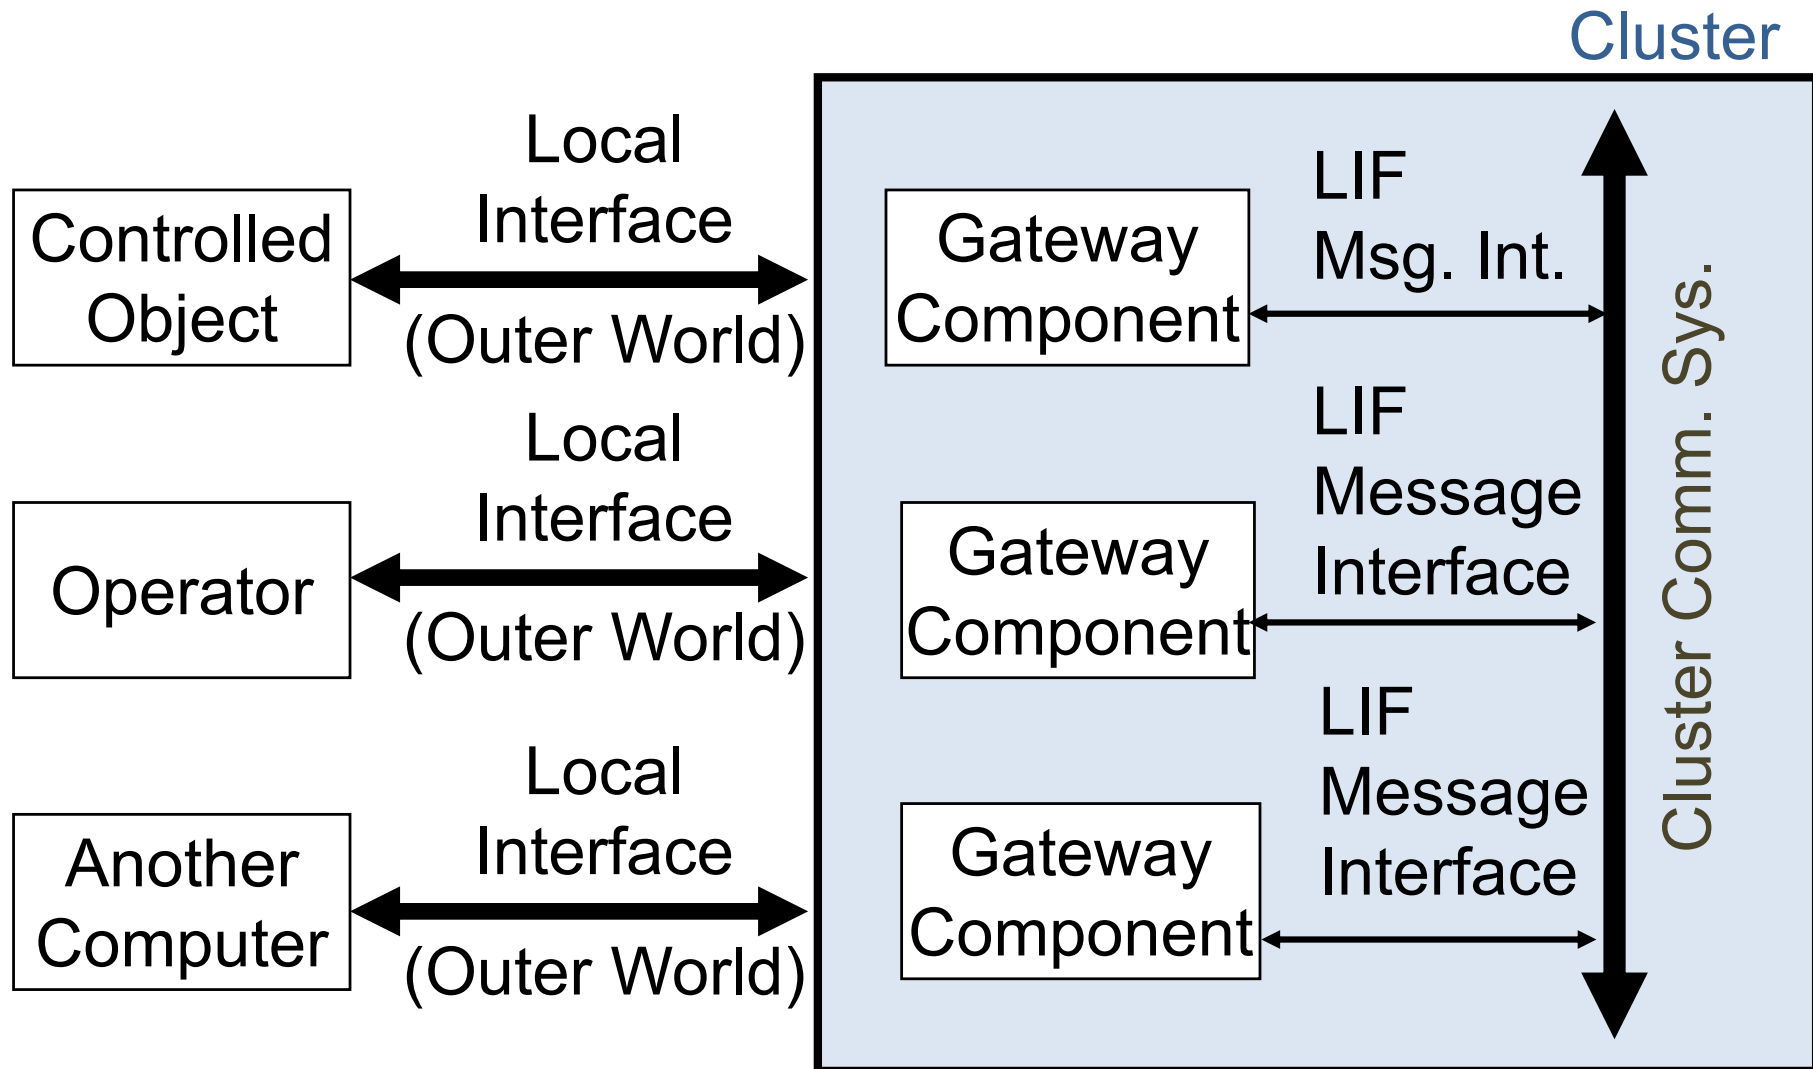 Cluster
Local
Interface
(Outer World)
Controlled
Object
Gateway
Component
LIF
Msg. Int.
Local
Interface
(Outer World)
Operator
Gateway
Component
LIF
Message
Interface
Local
Interface
(Outer World)
Another
Computer
Gateway
Component
LIF
Message
Interface
Cluster Comm. Sys.